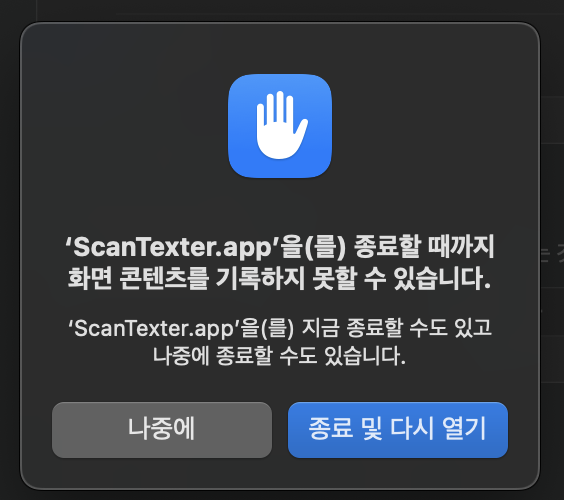 ‘ScanTexter.app’을(를) 종료할 때까지
화면 콘텐츠를 기록하지 못할 수 있습니다.
‘ScanTexter.app’을(를) 지금 종료할 수도 있고
나중에 종료할 수도 있습니다.
나중에
종료 및 다시 열기